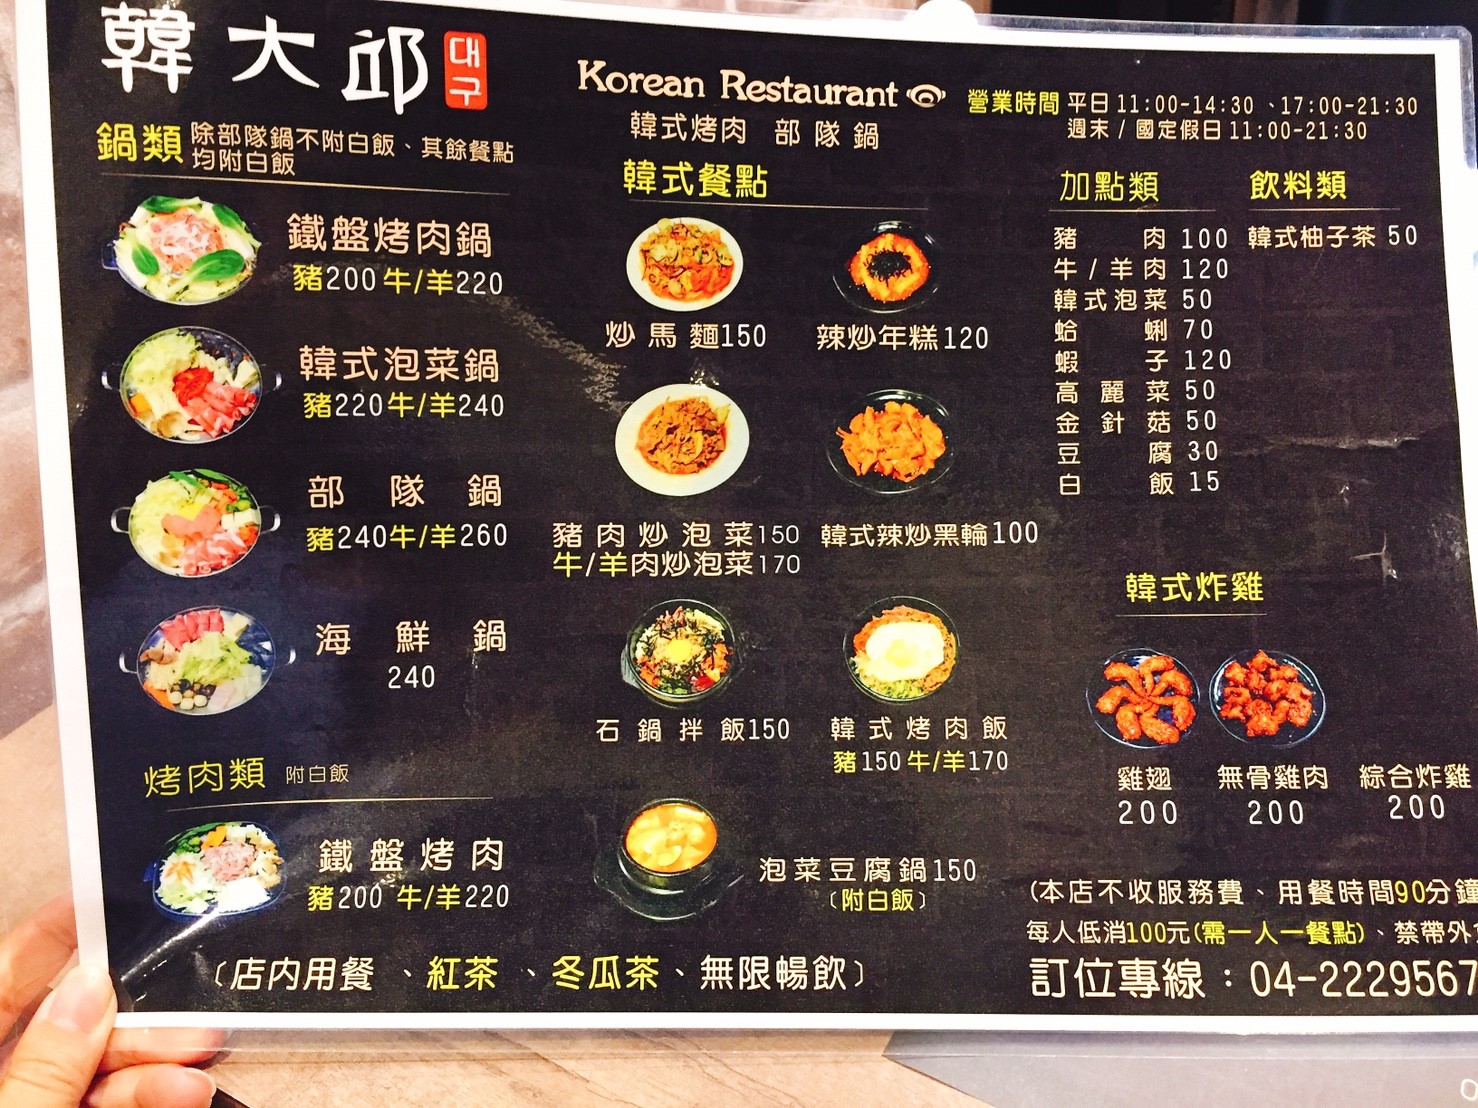 韓大邱 대구
Korean Restaurant
韓式烤肉 部隊鍋
營業時間 平日 11:00-14:30 、17:00-21:30
週末 / 國定假日 11:00-21:30
鍋類 除部隊鍋不附白飯、其餘餐點
均附白飯
鐵盤烤肉鍋
豬200 牛/羊220
韓式泡菜鍋
豬220牛/羊240
部隊鍋
豬240牛/羊260
海鮮鍋
240
烤肉類 附白飯
鐵盤烤肉
豬200 牛/羊220
韓式餐點
炒馬麵150
辣炒年糕120
豬肉炒泡菜150
牛/羊肉炒泡菜170
韓式辣炒黑輪100
石鍋拌飯150
韓式烤肉飯
豬150 牛/羊170
泡菜豆腐鍋150
(附白飯)
加點類
豬肉 100
牛/羊肉 120
韓式泡菜 50
蛤蜊 70
蝦子 120
高麗菜 50
金針菇 50
豆腐 30
白飯 15
飲料類
韓式柚子茶 50
韓式炸雞
雞翅
200
無骨雞肉
200
綜合炸雞
200
(店內用餐、紅茶、冬瓜茶、無限暢飲)
(本店不收服務費、用餐時間90分鐘
每人低消100元(需一人一餐點)、禁帶外
訂位專線：04-2229567